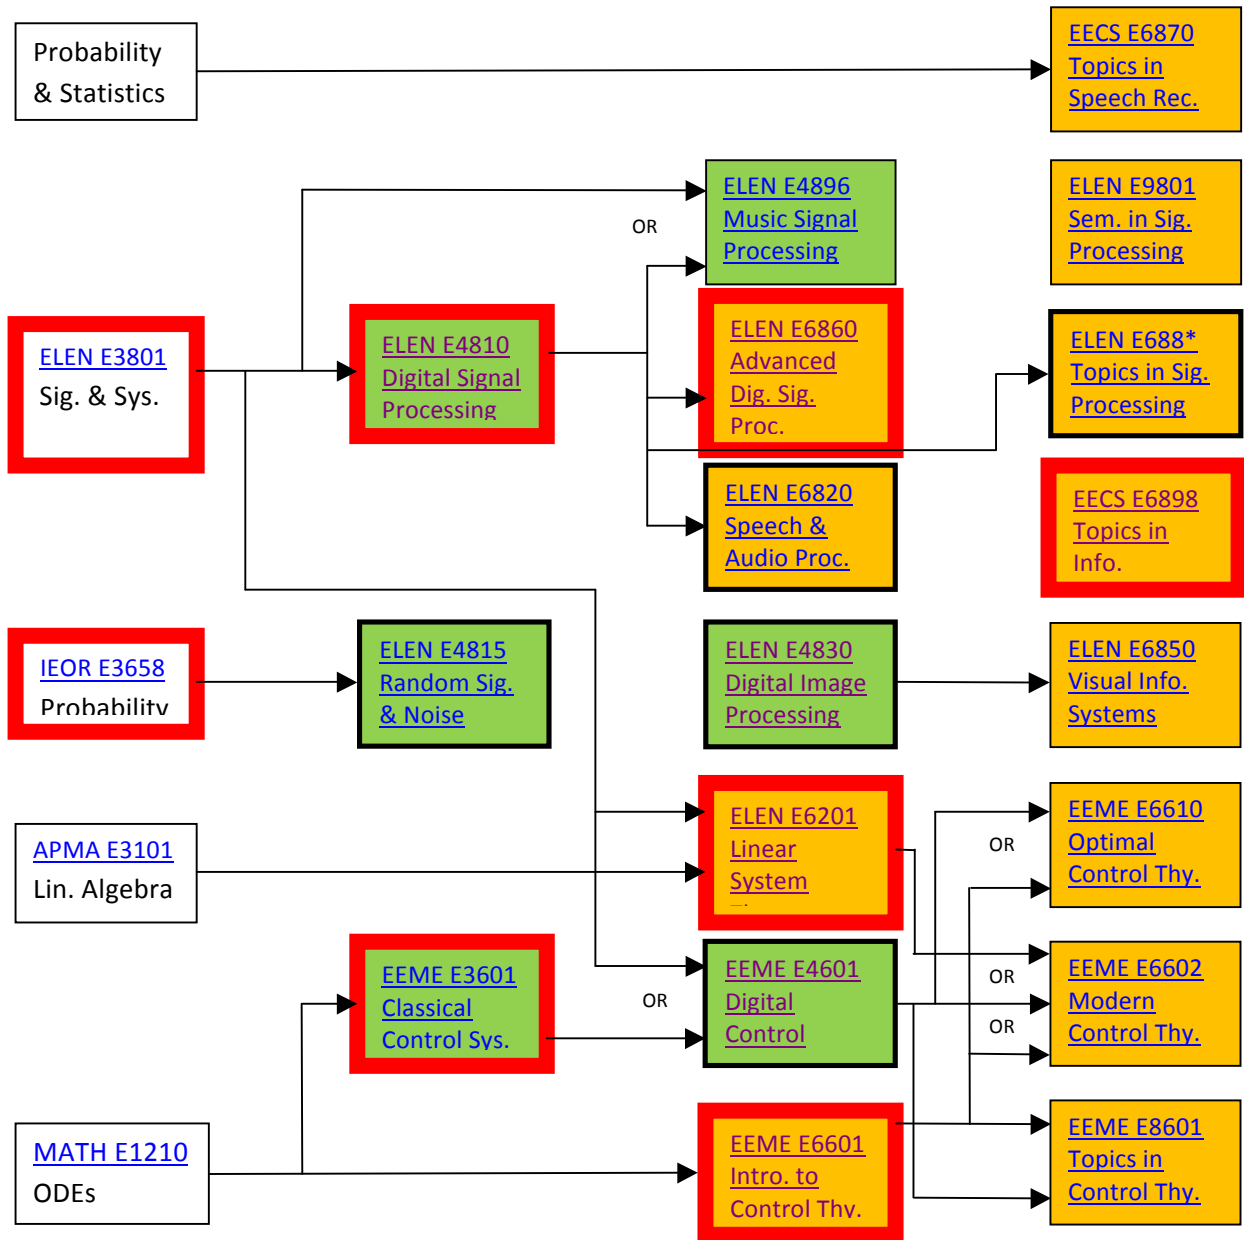 Probability
& Statistics
EECS E6870
Topics in
Speech Rec.
ELEN E4896
Music Signal
Processing
ELEN E9801
Sem. in Sig.
Processing
OR
ELEN E3801
Sig. & Sys.
ELEN E4810
Digital Signal
Processing
ELEN E6860
Advanced
Dig. Sig.
Proc.
ELEN E688*
Topics in Sig.
Processing
ELEN E6820
Speech &
Audio Proc.
EECS E6898
Topics in
Info.
IEOR E3658
Probability
ELEN E4815
Random Sig.
& Noise
ELEN E4830
Digital Image
Processing
ELEN E6850
Visual Info.
Systems
APMA E3101
Lin. Algebra
ELEN E6201
Linear
System
OR
EEME E6610
Optimal
Control Thy.
EEME E3601
Classical
Control Sys.
OR
EEME E4601
Digital
Control
OR
OR
EEME E6602
Modern
Control Thy.
MATH E1210
ODEs
EEME E6601
Intro. to
Control Thy.
EEME E8601
Topics in
Control Thy.